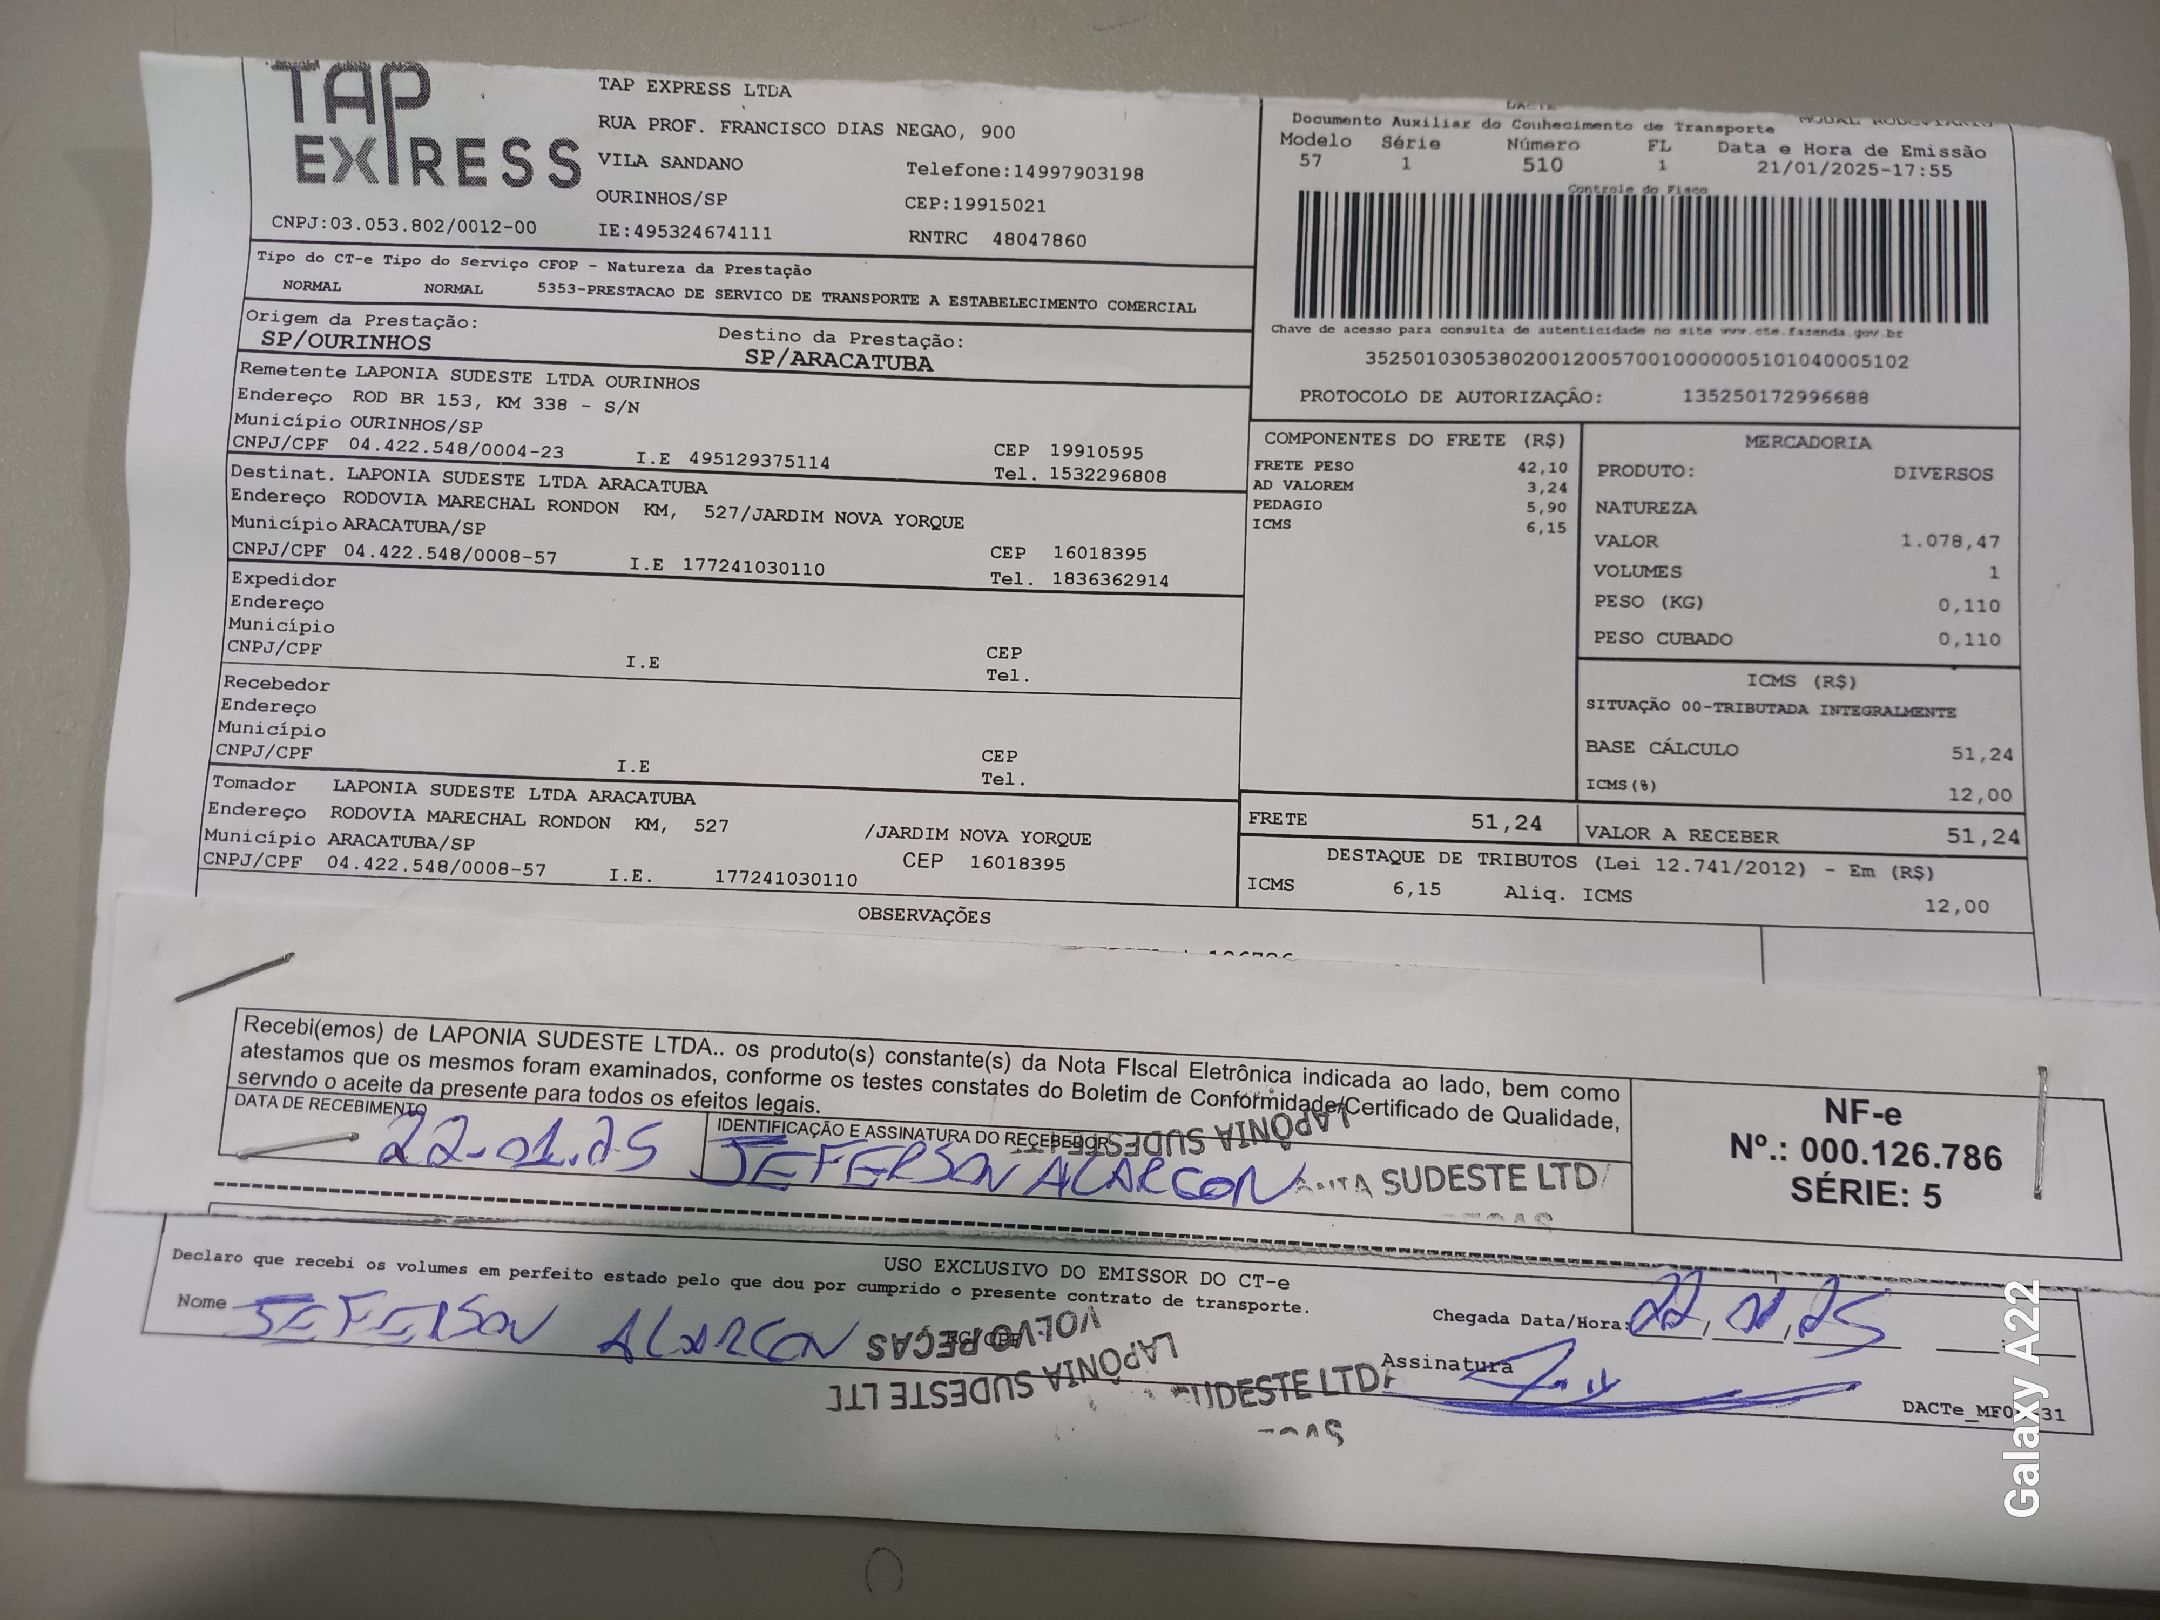 TAP EXPRESS
TAP EXPRESS LTDA
RUA PROF. FRANCISCO DIAS NEGAO, 900
VILA SANDANO Telefone:14997903198
OURINHOS/SP CEP:19915021
CNPJ:03.053.802/0012-00 IE:495324674111 RNTRC 48047860
DACTE
MODAL RODOVIARIO
Documento Auxiliar do Conhecimento de Transporte
Modelo Série Número FL Data e Hora de Emissão
57 1 510 1 21/01/2025-17:55
Controle do Fisco
Chave de acesso para consulta de autenticidade no site www.cte.fazenda.gov.br
35250103053802001200570010000005101040005102
PROTOCOLO DE AUTORIZAÇÃO: 135250172996688
Tipo do CT-e Tipo do Serviço CFOP - Natureza da Prestação
NORMAL NORMAL 5353-PRESTACAO DE SERVICO DE TRANSPORTE A ESTABELECIMENTO COMERCIAL
Origem da Prestação: Destino da Prestação:
SP/OURINHOS SP/ARACATUBA
Remetente LAPONIA SUDESTE LTDA OURINHOS
Endereço ROD BR 153, KM 338 - S/N
Município OURINHOS/SP CEP 19910595
CNPJ/CPF 04.422.548/0004-23 I.E 495129375114 Tel. 1532296808
Destinat. LAPONIA SUDESTE LTDA ARACATUBA
Endereço RODOVIA MARECHAL RONDON KM, 527/JARDIM NOVA YORQUE
Município ARACATUBA/SP CEP 16018395
CNPJ/CPF 04.422.548/0008-57 I.E 177241030110 Tel. 1836362914
Expedidor
Endereço
Município CEP
CNPJ/CPF I.E Tel.
Recebedor
Endereço
Município CEP
CNPJ/CPF I.E Tel.
Tomador LAPONIA SUDESTE LTDA ARACATUBA
Endereço RODOVIA MARECHAL RONDON KM, 527 /JARDIM NOVA YORQUE
Município ARACATUBA/SP CEP 16018395
CNPJ/CPF 04.422.548/0008-57 I.E. 177241030110
COMPONENTES DO FRETE (R$)
FRETE PESO 42,10
AD VALOREM 3,24
PEDAGIO 5,90
ICMS 6,15
MERCADORIA
PRODUTO: DIVERSOS
NATUREZA
VALOR 1.078,47
VOLUMES 1
PESO (KG) 0,110
PESO CUBADO 0,110
ICMS (R$)
SITUAÇÃO 00-TRIBUTADA INTEGRALMENTE
BASE CÁLCULO 51,24
ICMS(%) 12,00
FRETE 51,24 VALOR A RECEBER 51,24
DESTAQUE DE TRIBUTOS (Lei 12.741/2012) - Em (R$)
ICMS 6,15 Aliq. ICMS 12,00
OBSERVAÇÕES
Recebi(emos) de LAPONIA SUDESTE LTDA.. os produto(s) constante(s) da Nota FIscal Eletrônica indicada ao lado, bem como
atestamos que os mesmos foram examinados, conforme os testes constates do Boletim de Conformidade/Certificado de Qualidade,
servndo o aceite da presente para todos os efeitos legais.
DATA DE RECEBIMENTO 22-01.25
IDENTIFICAÇÃO E ASSINATURA DO RECEBEDOR
JEFERSON ALARCON
LAPÔNIA SUDESTE
SUDESTE LTD
NF-e
Nº.: 000.126.786
SÉRIE: 5
USO EXCLUSIVO DO EMISSOR DO CT-e
Declaro que recebi os volumes em perfeito estado pelo que dou por cumprido o presente contrato de transporte.
Nome JEFERSON ALARCON
Chegada Data/Hora: 22,01,25
VOLVO PEÇAS
LAPÔNIA SUDESTE LT
SUDESTE LTD
Assinatura
Galaxy A22